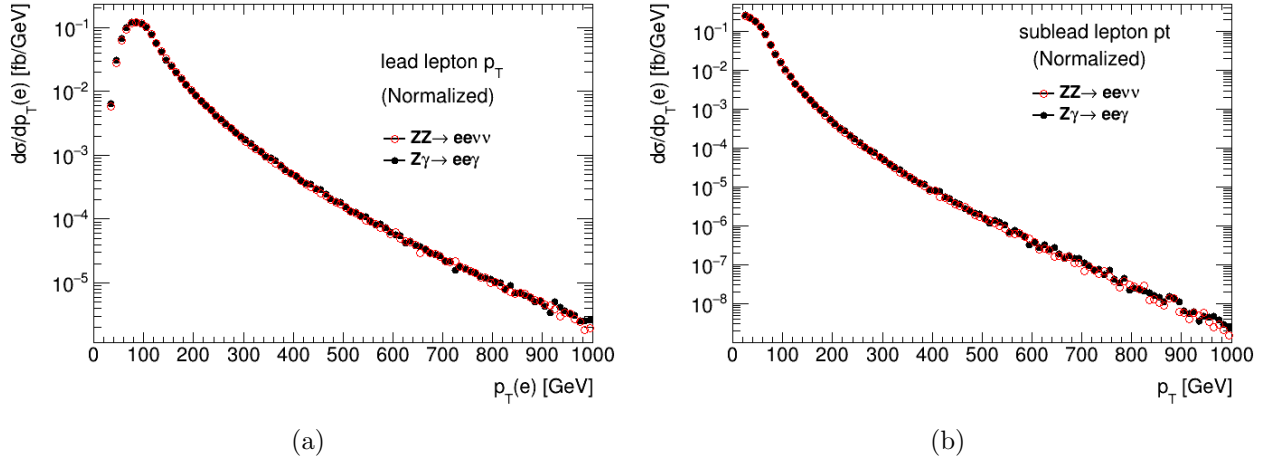 dσ/dp_T(e) [fb/GeV]
10⁻¹
10⁻²
10⁻³
10⁻⁴
10⁻⁵
lead lepton p_T
(Normalized)
ZZ→ eeνν
Zγ→ eeγ
0 100 200 300 400 500 600 700 800 900 1000
p_T(e) [GeV]
(a)
dσ/dp_T(e) [fb/GeV]
10⁻¹
10⁻²
10⁻³
10⁻⁴
10⁻⁵
10⁻⁶
10⁻⁷
10⁻⁸
sublead lepton pt
(Normalized)
ZZ→ eeνν
Zγ→ eeγ
0 100 200 300 400 500 600 700 800 900 1000
p_T [GeV]
(b)